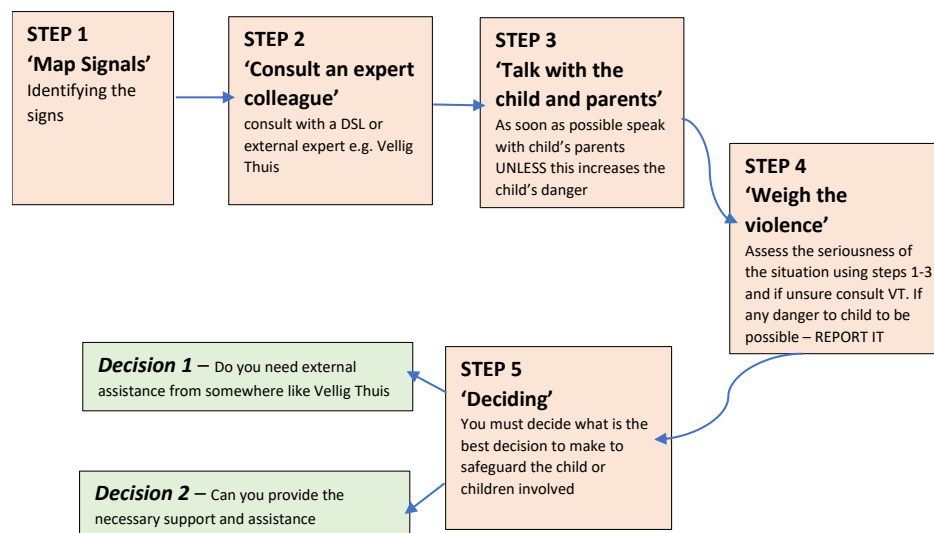 STEP 1
‘Map Signals’
Identifying the
signs
STEP 2
‘Consult an expert
colleague’
consult with a DSL or
external expert e.g. Vellig
Thuis
STEP 3
‘Talk with the
child and parents’
As soon as possible speak
with child’s parents
UNLESS this increases the
child’s danger
STEP 4
‘Weigh the
violence’
Assess the seriousness of
the situation using steps 1-3
and if unsure consult VT. If
any danger to child to be
possible – REPORT IT
STEP 5
‘Deciding’
You must decide what is the
best decision to make to
safeguard the child or
children involved
Decision 1 – Do you need external
assistance from somewhere like Vellig Thuis
Decision 2 – Can you provide the
necessary support and assistance